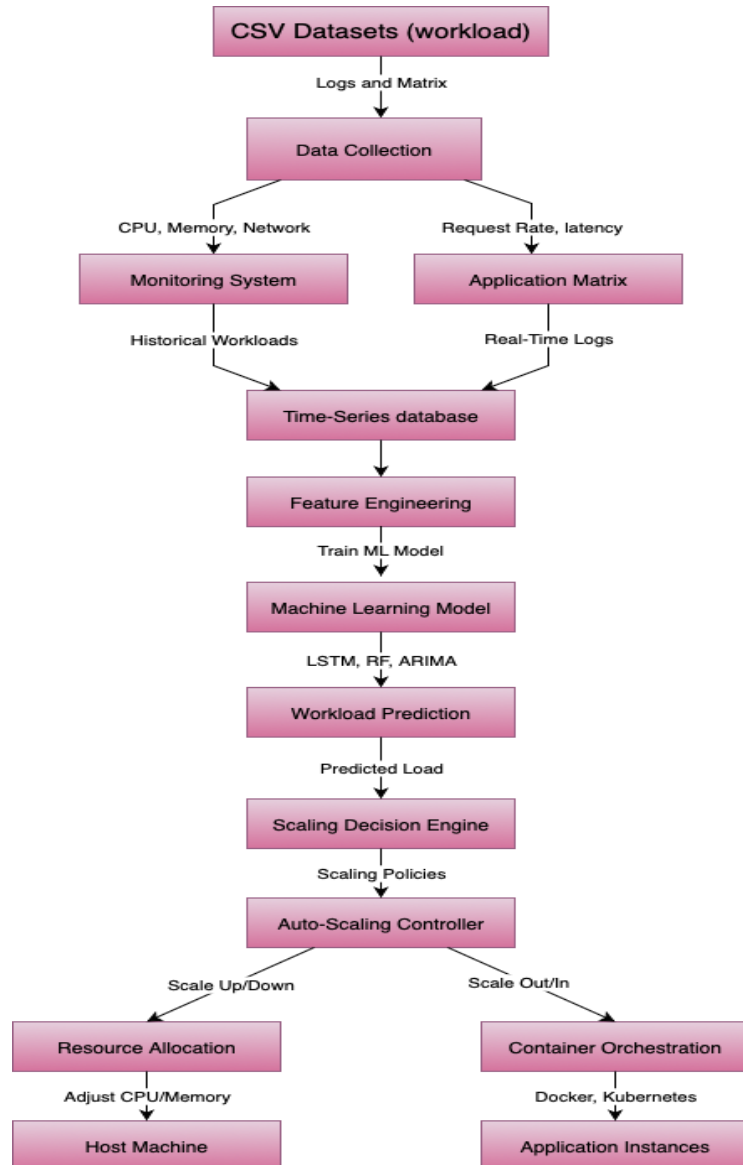 CSV Datasets (workload)
Logs and Matrix
Data Collection
CPU, Memory, Network
Request Rate, latency
Monitoring System
Application Matrix
Historical Workloads
Real-Time Logs
Time-Series database
Feature Engineering
Train ML Model
Machine Learning Model
LSTM, RF, ARIMA
Workload Prediction
Predicted Load
Scaling Decision Engine
Scaling Policies
Auto-Scaling Controller
Scale Up/Down
Scale Out/In
Resource Allocation
Container Orchestration
Adjust CPU/Memory
Docker, Kubernetes
Host Machine
Application Instances